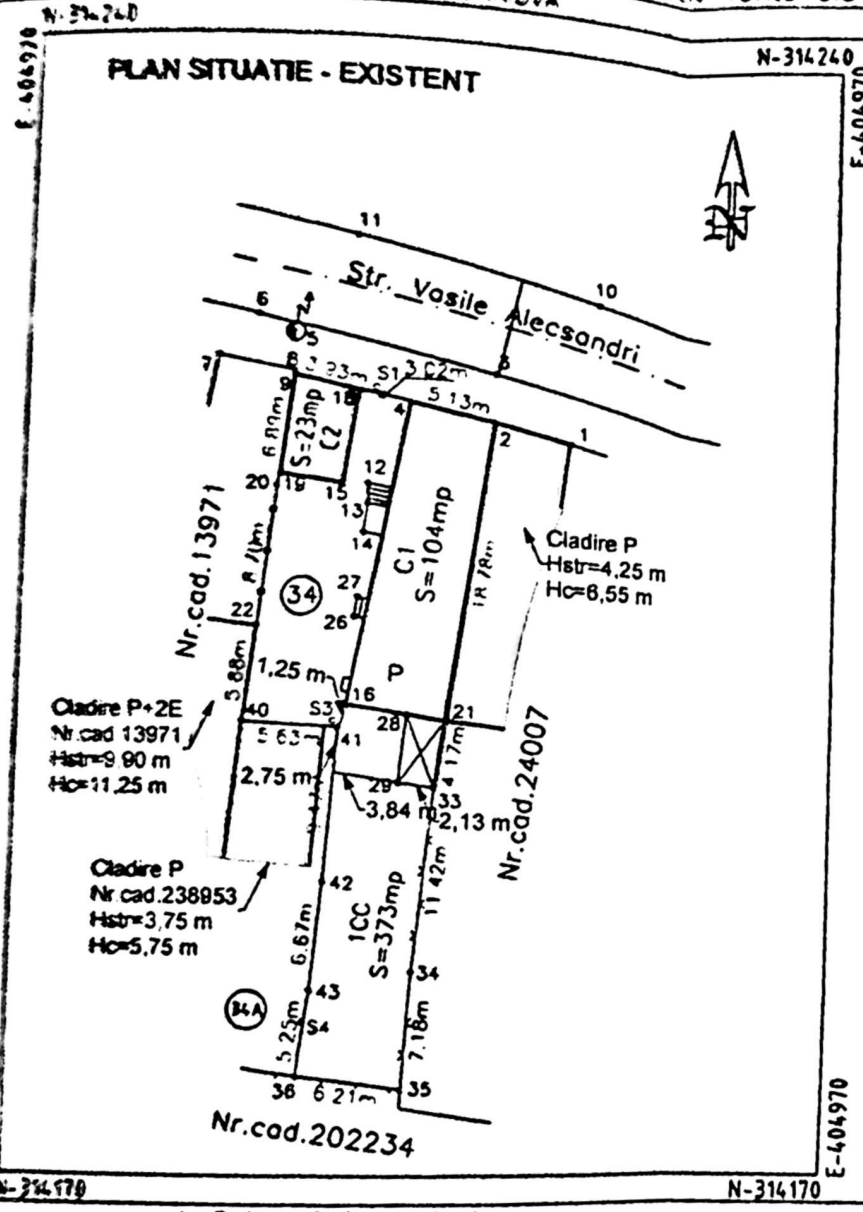 N-314240
PLAN SITUATIE - EXISTENT
E-404970
11
Str. Vasile Alecsandri
10
6
5
3
7
8
9
3.93m
S1
3.02m
18
4
5.13m
2
1
S=23mp
C2
20
19
15
12
13
14
C1
S=104mp
Cladire P
Hstr=4,25 m
Hc=6,55 m
18.78m
Nr.cad.13971
34
27
26
22
1,25 m
16
P
S3
28
21
Cladire P+2E
Nr.cad 13971
Hstr=9.90 m
Hc=11,25 m
40
5.63m
41
2,75 m
29
4.17m
33
3,84 m
2,13 m
Nr.cad.24007
Cladire P
Nr.cad.238953
Hstr=3,75 m
Hc=5,75 m
42
1CC
S=373mp
11.42m
6.67m
34
43
34A
S4
5.25m
7.18m
36
6.21m
35
Nr.cad.202234
E-404970
N-314170
N-314170